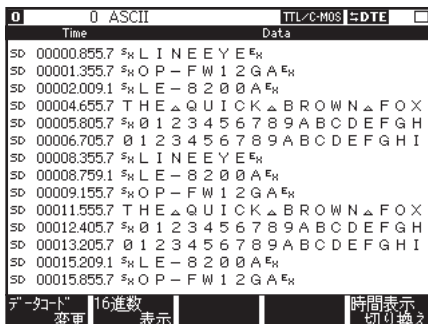 0 0 ASCII TTL/C-MOS ⇆DTE
Time Data
SD 00000.855.7 SxLINEEYEEx
SD 00001.355.7 SxOP-FW12GAEx
SD 00002.009.1 SxLE-8200AEx
SD 00004.655.7 THE▵QUICK▵BROWN▵FOX
SD 00005.805.7 Sx0123456789ABCDEFGH
SD 00006.705.7 0123456789ABCDEFGHI
SD 00008.355.7 SxLINEEYEEx
SD 00008.759.1 SxLE-8200AEx
SD 00009.155.7 SxOP-FW12GAEx
SD 00011.555.7 THE▵QUICK▵BROWN▵FOX
SD 00012.405.7 Sx0123456789ABCDEFGH
SD 00013.205.7 0123456789ABCDEFGHI
SD 00015.209.1 SxLE-8200AEx
SD 00015.855.7 SxOP-FW12GAEx
データコード 16進数 時間表示
変更 表示 切り換え